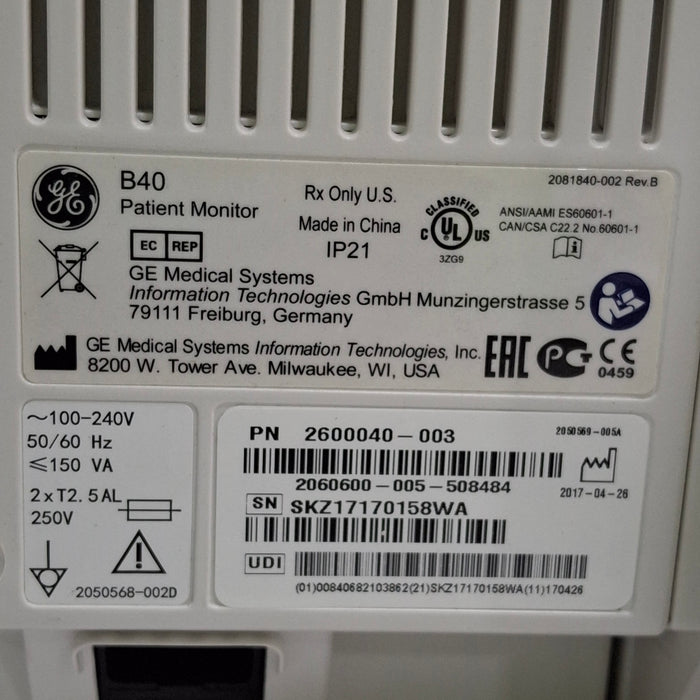 GE
B40
Patient Monitor
Rx Only U.S.
Made in China
IP21
CLASSIFIED
C UL US
3ZG9
2081840-002 Rev.B
ANSI/AAMI ES60601-1
CAN/CSA C22.2 No.60601-1
EC REP
GE Medical Systems
Information Technologies GmbH Munzingerstrasse 5
79111 Freiburg, Germany
GE Medical Systems Information Technologies, Inc.
8200 W. Tower Ave. Milwaukee, WI, USA
EAC
PG
CE
0459
~100-240V
50/60 Hz
≤150 VA
2xT2.5AL
250V
2050568-002D
PN 2600040-003
2050569-005A
2060600-005-508484
2017-04-26
SN SKZ17170158WA
UDI
(01)00840682103862(21)SKZ17170158WA(11)170426